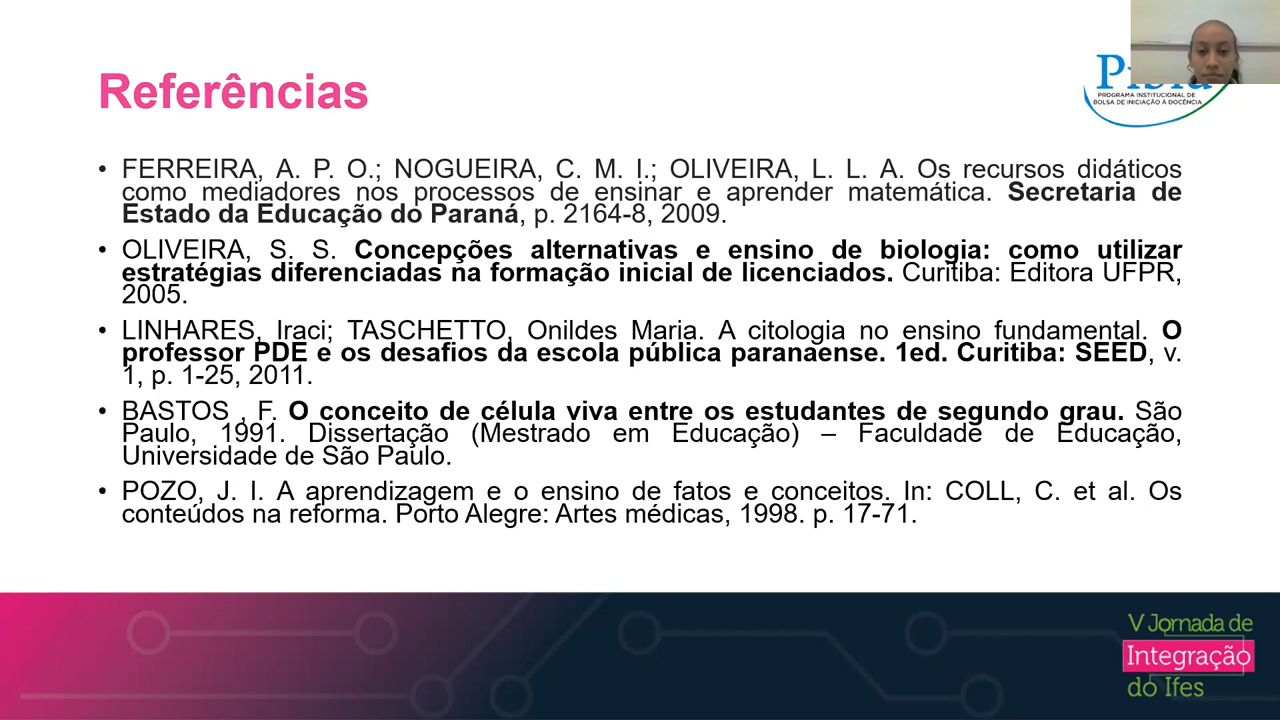 Referências
PROGRAMA INSTITUCIONAL DE
BOLSA DE INICIAÇÃO À DOCÊNCIA
• FERREIRA, A. P. O.; NOGUEIRA, C. M. I.; OLIVEIRA, L. L. A. Os recursos didáticos
como mediadores nos processos de ensinar e aprender matemática. Secretaria de
Estado da Educação do Paraná, p. 2164-8, 2009.
• OLIVEIRA, S. S. Concepções alternativas e ensino de biologia: como utilizar
estratégias diferenciadas na formação inicial de licenciados. Curitiba: Editora UFPR,
2005.
• LINHARES, Iraci; TASCHETTO, Onildes Maria. A citologia no ensino fundamental. O
professor PDE e os desafios da escola pública paranaense. 1ed. Curitiba: SEED, v.
1, p. 1-25, 2011.
• BASTOS , F. O conceito de célula viva entre os estudantes de segundo grau. São
Paulo, 1991. Dissertação (Mestrado em Educação) – Faculdade de Educação,
Universidade de São Paulo.
• POZO, J. I. A aprendizagem e o ensino de fatos e conceitos. In: COLL, C. et al. Os
conteúdos na reforma. Porto Alegre: Artes médicas, 1998. p. 17-71.
V Jornada de
Integração
do Ifes